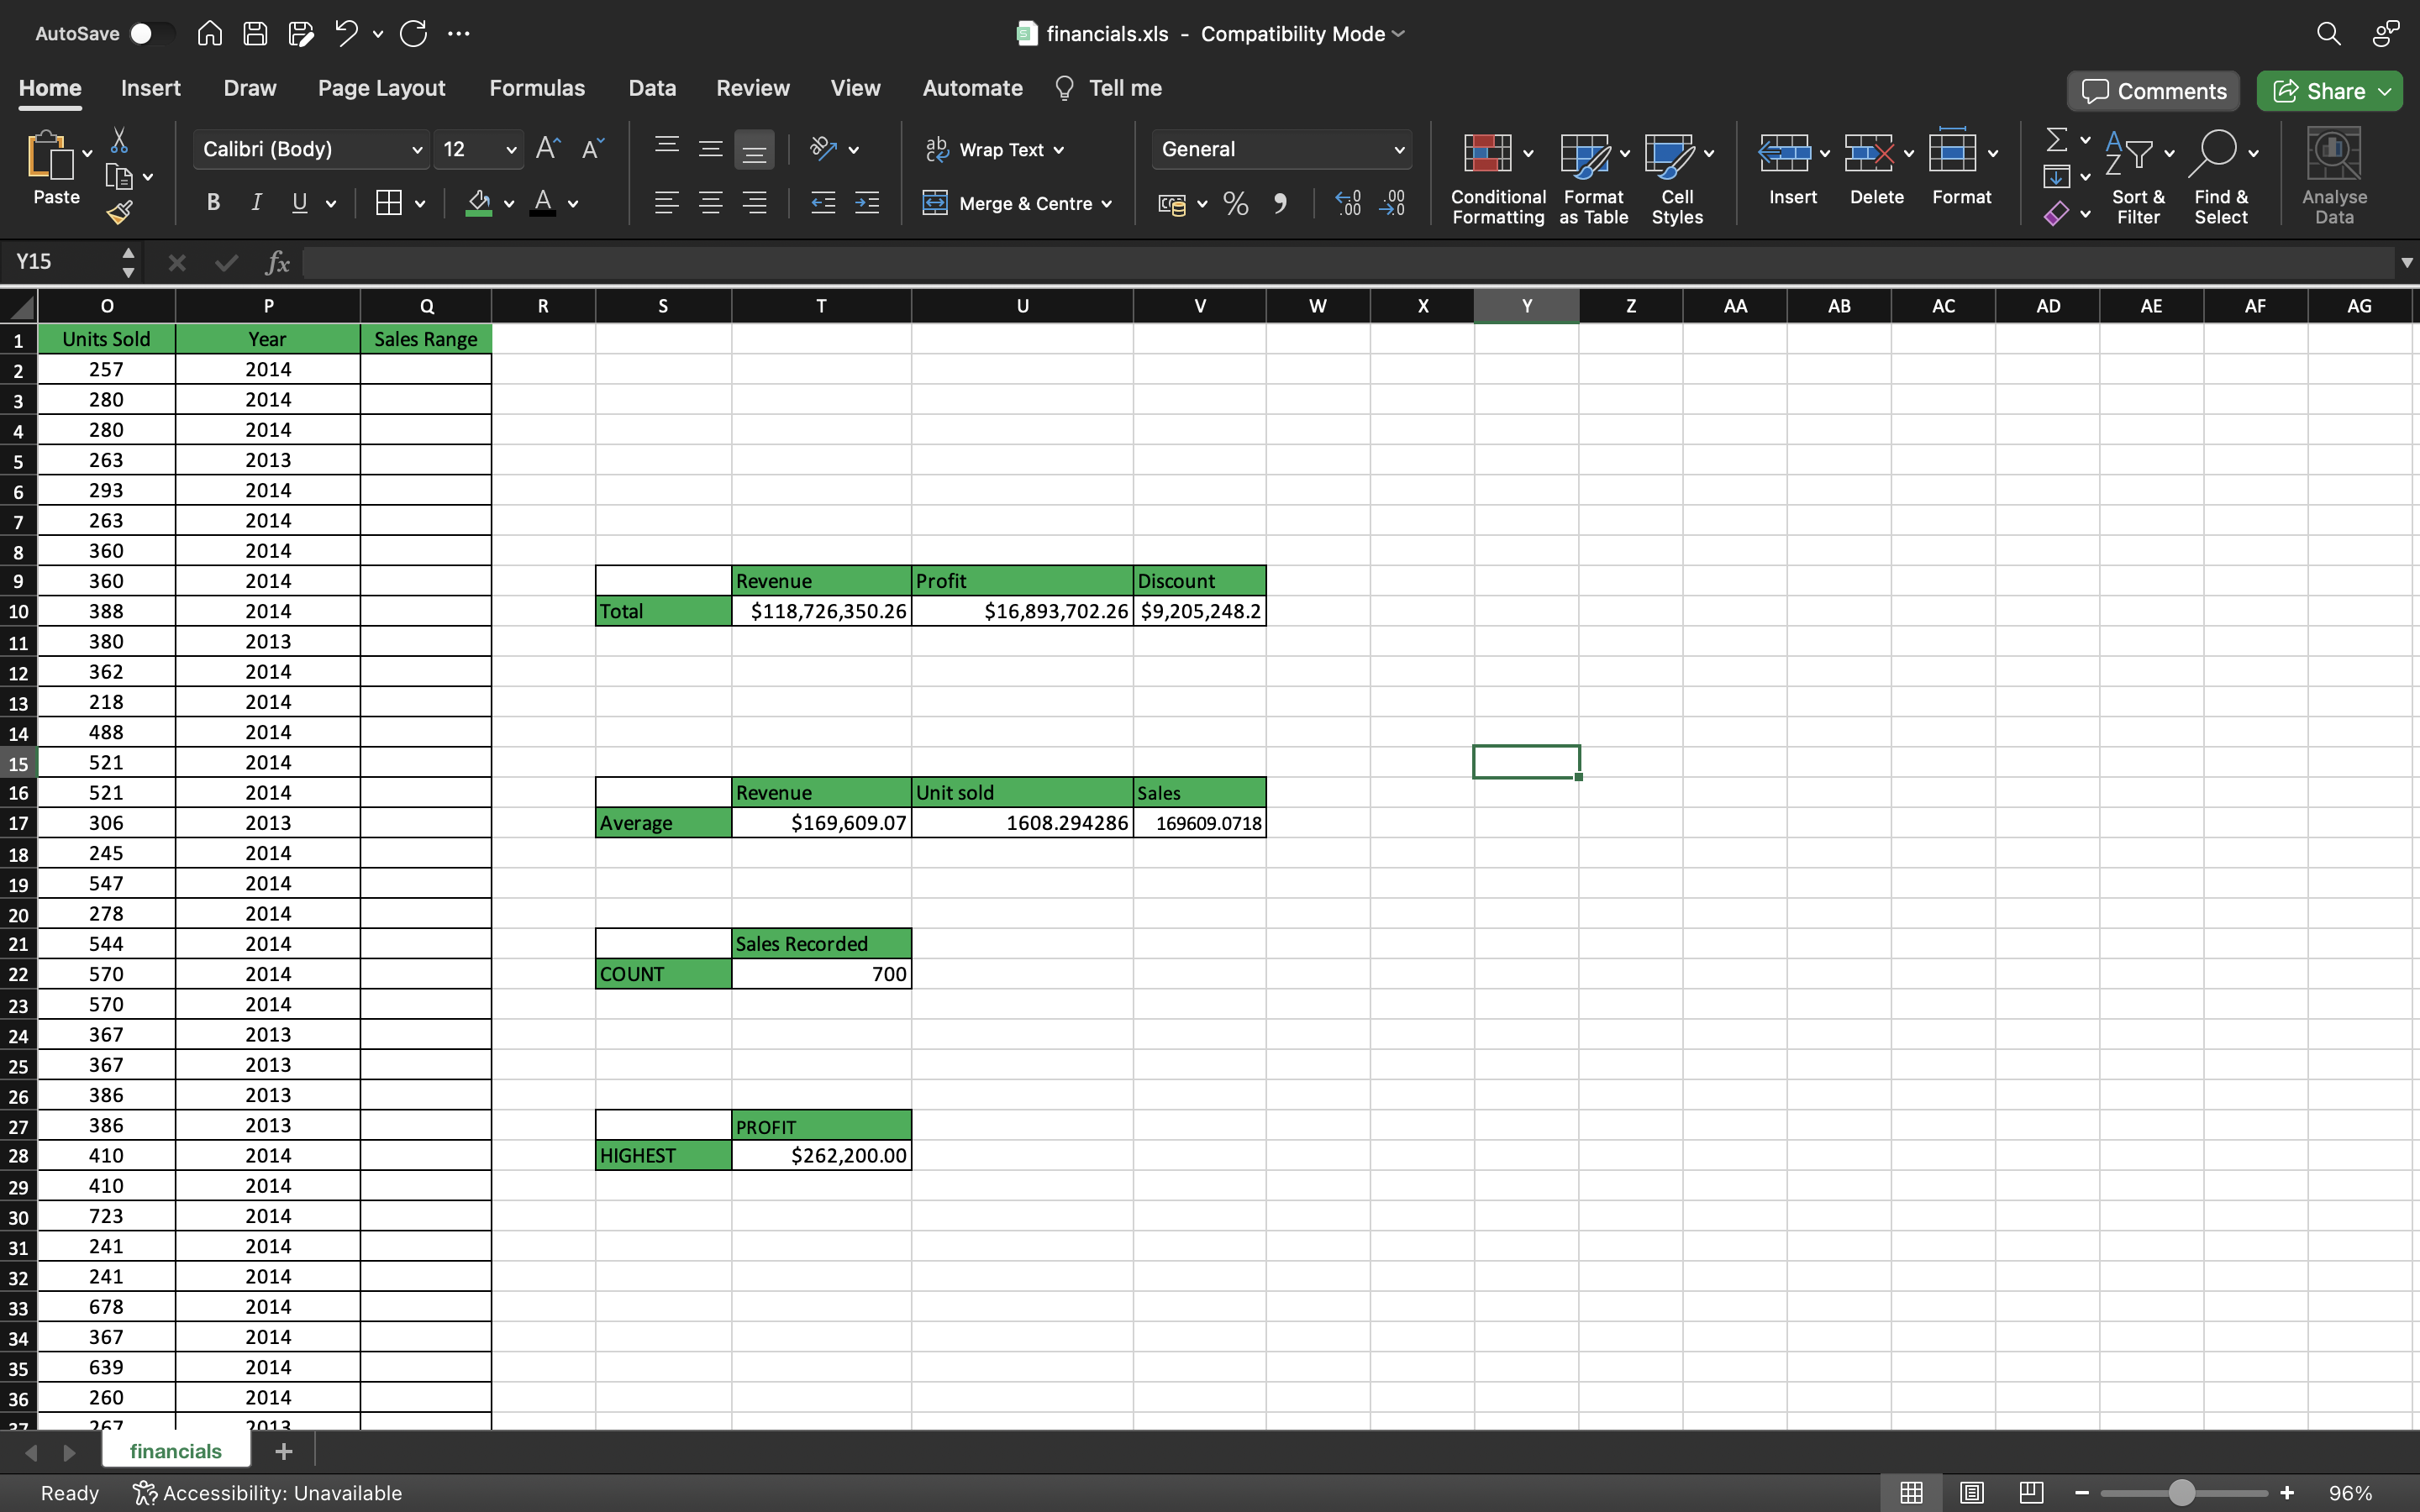 AutoSave
financials.xls - Compatibility Mode
Home Insert Draw Page Layout Formulas Data Review View Automate Tell me Comments Share
Paste
Calibri (Body) 12
B I U
Wrap Text
Merge & Centre
General
Conditional Formatting
Format as Table
Cell Styles
Insert
Delete
Format
Sort & Filter
Find & Select
Analyse Data
Y15 fx
O P Q R S T U V W X Y Z AA AB AC AD AE AF AG
1 Units Sold Year Sales Range
2 257 2014
3 280 2014
4 280 2014
5 263 2013
6 293 2014
7 263 2014
8 360 2014
9 360 2014 Revenue Profit Discount
10 388 2014 Total $118,726,350.26 $16,893,702.26 $9,205,248.2
11 380 2013
12 362 2014
13 218 2014
14 488 2014
15 521 2014
16 521 2014 Revenue Unit sold Sales
17 306 2013 Average $169,609.07 1608.294286 169609.0718
18 245 2014
19 547 2014
20 278 2014
21 544 2014 Sales Recorded
22 570 2014 COUNT 700
23 570 2014
24 367 2013
25 367 2013
26 386 2013
27 386 2013 PROFIT
28 410 2014 HIGHEST $262,200.00
29 410 2014
30 723 2014
31 241 2014
32 241 2014
33 678 2014
34 367 2014
35 639 2014
36 260 2014
37 267 2013
financials
Ready Accessibility: Unavailable 96%